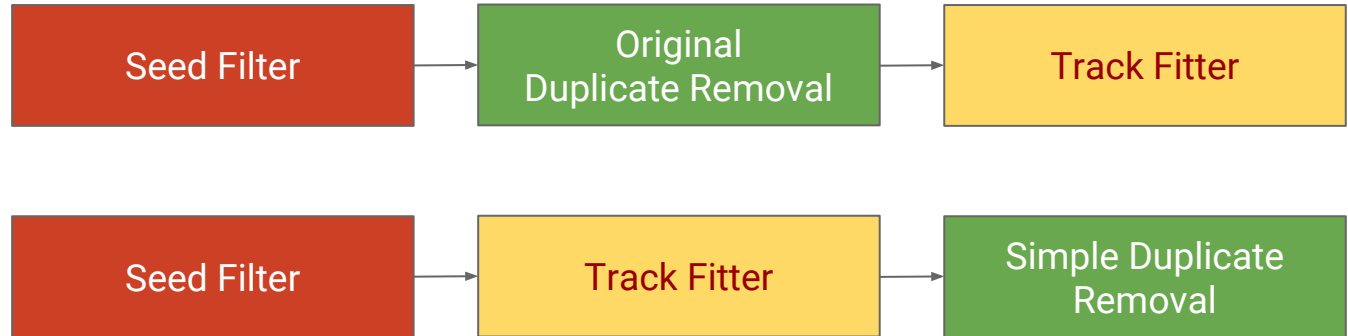 Seed Filter
Original
Duplicate Removal
Track Fitter
Seed Filter
Track Fitter
Simple Duplicate
Removal